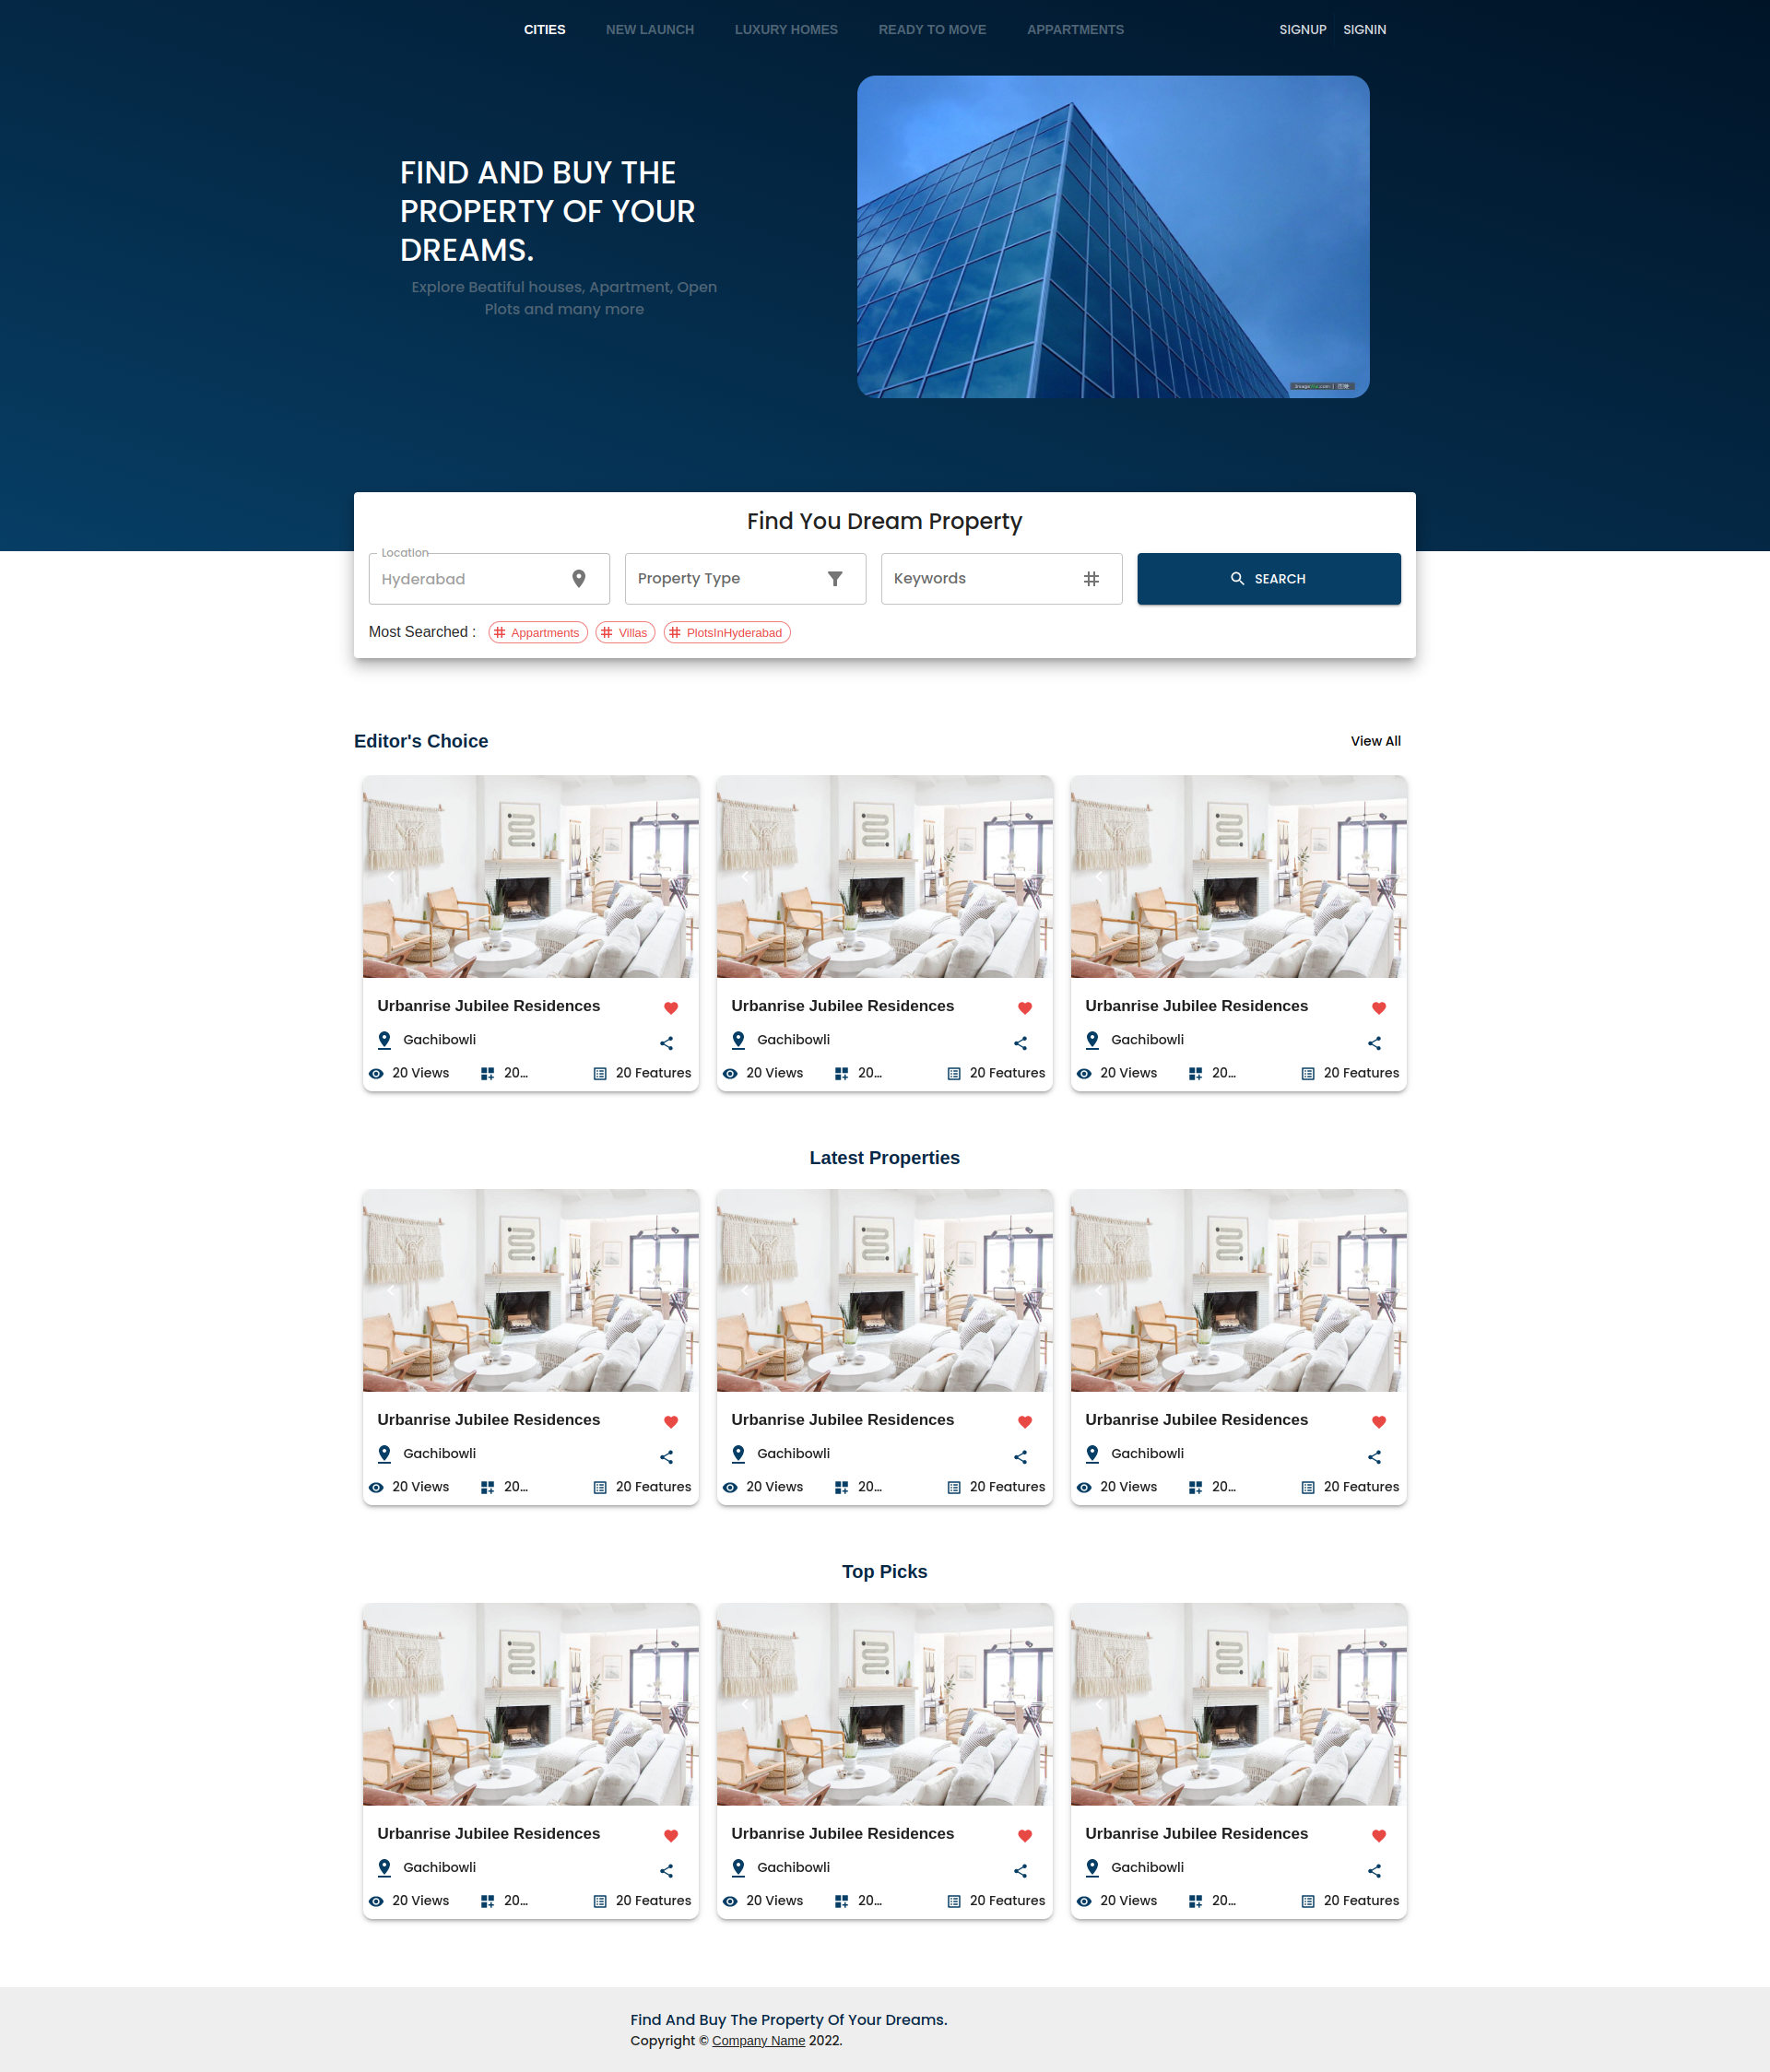 CITIES NEW LAUNCH LUXURY HOMES READY TO MOVE APPARTMENTS SIGNUP SIGNIN
FIND AND BUY THE
PROPERTY OF YOUR
DREAMS.
Explore Beatiful houses, Apartment, Open
Plots and many more
Find You Dream Property
Location
Hyderabad
Property Type
Keywords
SEARCH
Most Searched : # Appartments # Villas # PlotsInHyderabad
Editor's Choice View All
Urbanrise Jubilee Residences Urbanrise Jubilee Residences Urbanrise Jubilee Residences
Gachibowli Gachibowli Gachibowli
20 Views 20... 20 Features 20 Views 20... 20 Features 20 Views 20... 20 Features
Latest Properties
Urbanrise Jubilee Residences Urbanrise Jubilee Residences Urbanrise Jubilee Residences
Gachibowli Gachibowli Gachibowli
20 Views 20... 20 Features 20 Views 20... 20 Features 20 Views 20... 20 Features
Top Picks
Urbanrise Jubilee Residences Urbanrise Jubilee Residences Urbanrise Jubilee Residences
Gachibowli Gachibowli Gachibowli
20 Views 20... 20 Features 20 Views 20... 20 Features 20 Views 20... 20 Features
Find And Buy The Property Of Your Dreams.
Copyright © Company Name 2022.